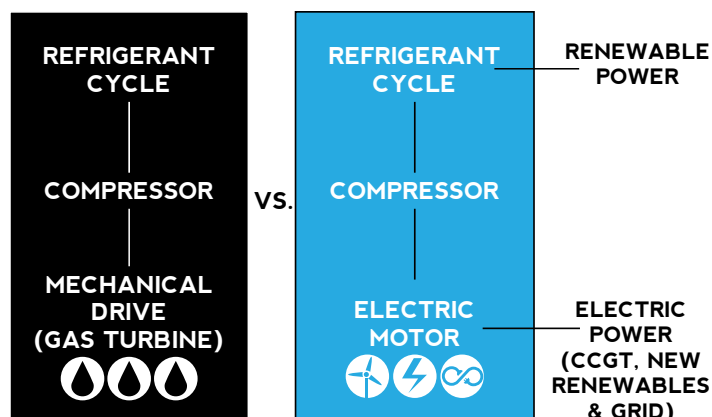 REFRIGERANT
CYCLE
COMPRESSOR
MECHANICAL
DRIVE
(GAS TURBINE)
VS.
REFRIGERANT
CYCLE
COMPRESSOR
ELECTRIC
MOTOR
RENEWABLE
POWER
ELECTRIC
POWER
(CCGT, NEW
RENEWABLES
& GRID)